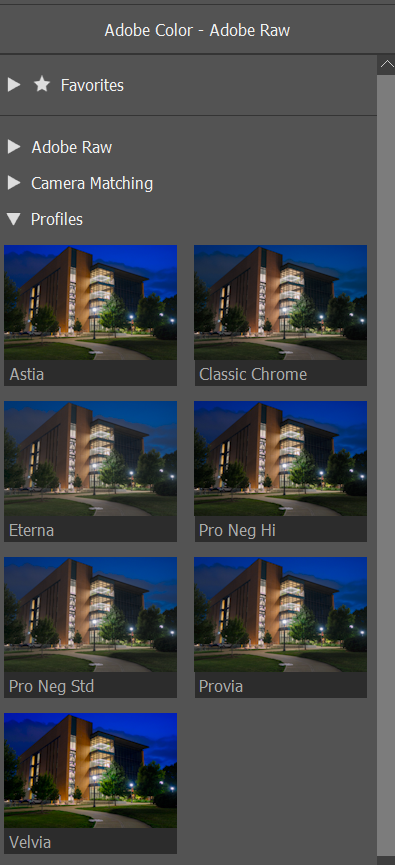 Adobe Color - Adobe Raw
Favorites
Adobe Raw
Camera Matching
Profiles
Astia
Classic Chrome
Eterna
Pro Neg Hi
Pro Neg Std
Provia
Velvia